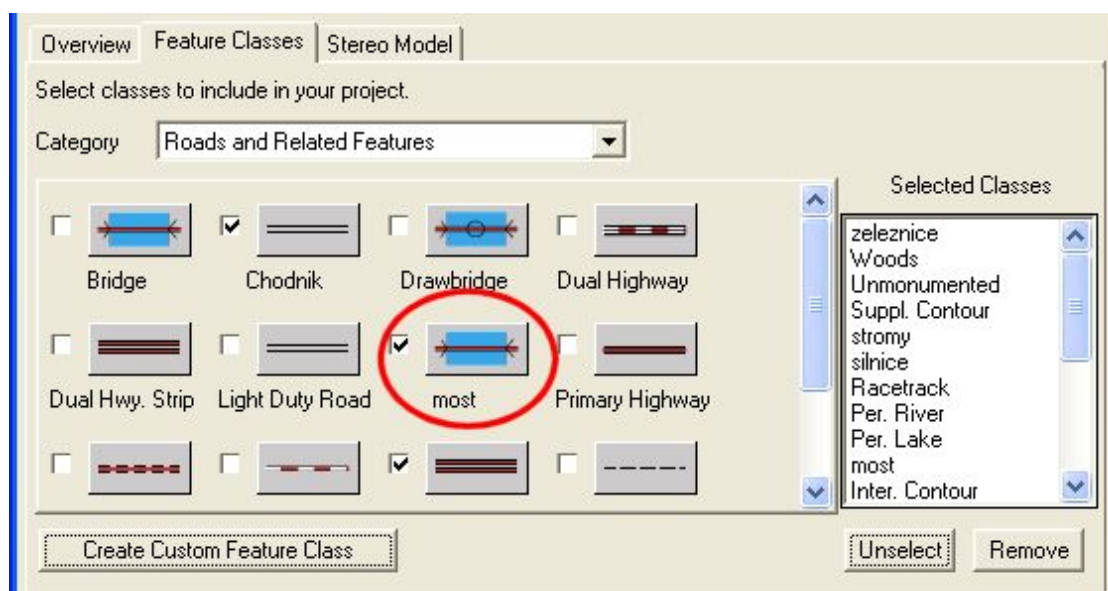 Overview Feature Classes Stereo Model
Select classes to include in your project.
Category Roads and Related Features
Selected Classes
Bridge Chodnik Drawbridge Dual Highway
Dual Hwy. Strip Light Duty Road most Primary Highway
zeleznice
Woods
Unmonumented
Suppl. Contour
stromy
silnice
Racetrack
Per. River
Per. Lake
most
Inter. Contour
Create Custom Feature Class Unselect Remove